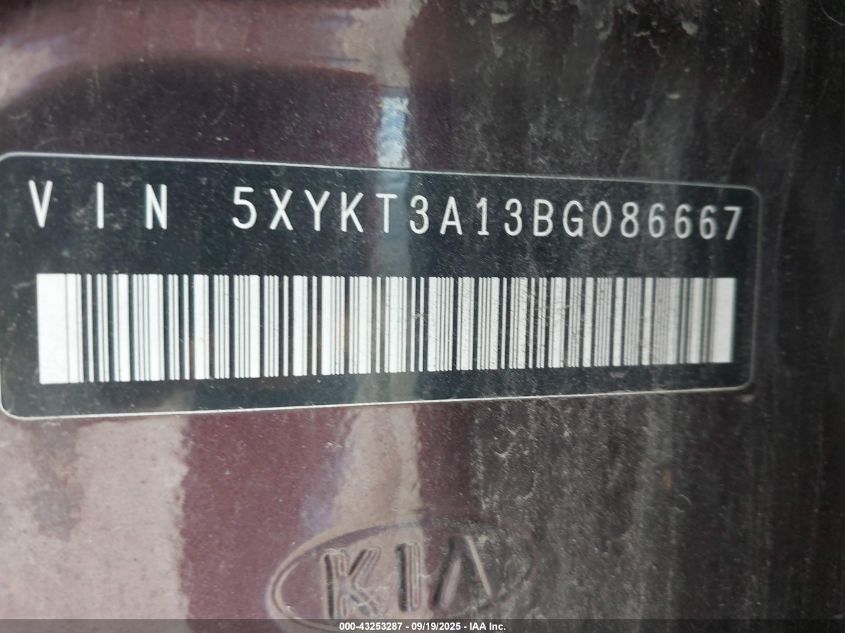 VIN 5XYKT3A13BG086667
KIA
000-43253287 - 09/19/2025 - IAA Inc.